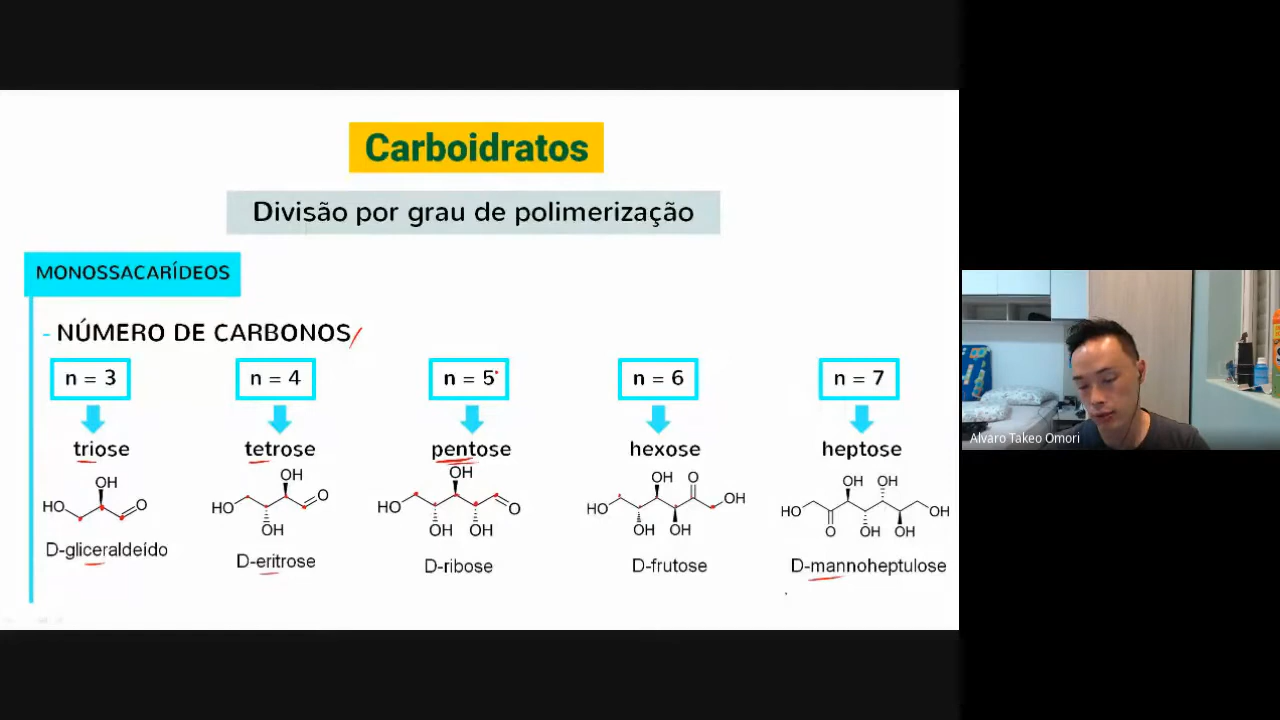 Carboidratos
Divisão por grau de polimerização
MONOSSACARÍDEOS
- NÚMERO DE CARBONOS
n = 3 n = 4 n = 5 n = 6 n = 7
triose tetrose pentose hexose heptose
HO OH O
D-gliceraldeído
HO OH OH O
D-eritrose
HO OH OH OH O
D-ribose
HO OH O OH OH OH
D-frutose
HO OH OH O OH OH OH
D-mannoheptulose
Alvaro Takeo Omori